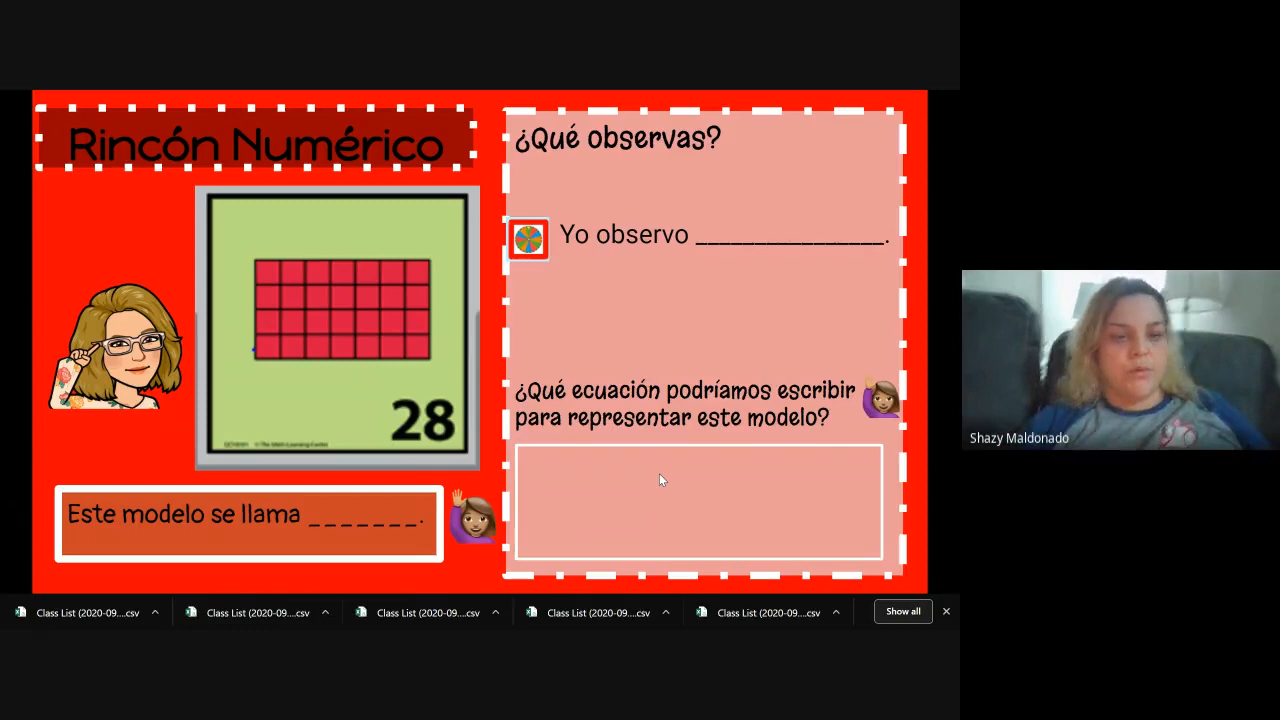 Rincón Numérico
28
Este modelo se llama _ _ _ _ _ _ _.
¿Qué observas?
Yo observo ________________.
¿Qué ecuación podríamos escribir
para representar este modelo?
Shazy Maldonado
Class List (2020-09....csv
Class List (2020-09....csv
Class List (2020-09....csv
Class List (2020-09....csv
Class List (2020-09....csv
Show all